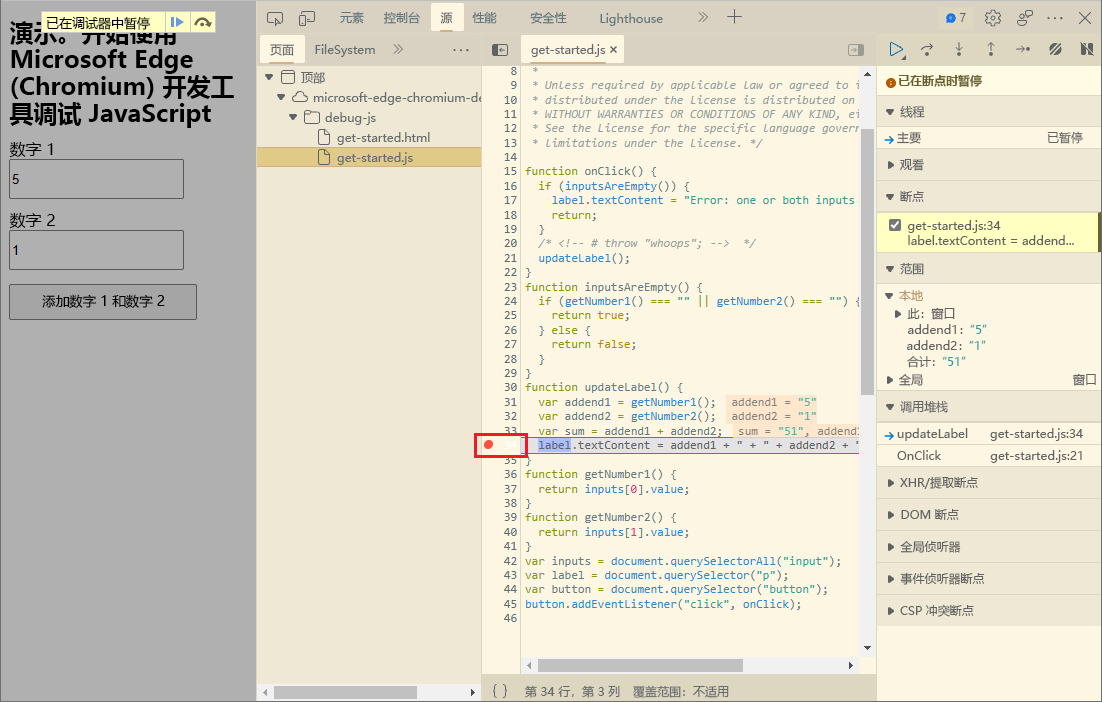 已在调试器中暂停
演示。开始使用
Microsoft Edge
(Chromium) 开发工
具调试 JavaScript
数字 1
5
数字 2
1
添加数字 1 和数字 2
元素 控制台 源 性能 安全性 Lighthouse 7
页面 FileSystem
顶部
microsoft-edge-chromium-de
debug-js
get-started.html
get-started.js
get-started.js
8 *
9 * Unless required by applicable law or agreed to i
10 * distributed under the License is distributed on
11 * WITHOUT WARRANTIES OR CONDITIONS OF ANY KIND, ei
12 * See the License for the specific language gover
13 * limitations under the License. */
14
15 function onClick() {
16 if (inputsAreEmpty()) {
17 label.textContent = "Error: one or both inputs
18 return;
19 }
20 /* <!-- # throw "whoops"; --> */
21 updateLabel();
22 }
23 function inputsAreEmpty() {
24 if (getNumber1() === "" || getNumber2() === "") {
25 return true;
26 } else {
27 return false;
28 }
29 }
30 function updateLabel() {
31 var addend1 = getNumber1(); addend1 = "5"
32 var addend2 = getNumber2(); addend2 = "1"
33 var sum = addend1 + addend2; sum = "51", addend1
label.textContent = addend1 + " + " + addend2 + "
35 }
36 function getNumber1() {
37 return inputs[0].value;
38 }
39 function getNumber2() {
40 return inputs[1].value;
41 }
42 var inputs = document.querySelectorAll("input");
43 var label = document.querySelector("p");
44 var button = document.querySelector("button");
45 button.addEventListener("click", onClick);
46
{ } 第 34 行，第 3 列 覆盖范围：不适用
已在断点时暂停
线程
主要 已暂停
观看
断点
get-started.js:34
label.textContent = addend...
范围
本地
此：窗口
addend1："5"
addend2："1"
合计："51"
全局 窗口
调用堆栈
updateLabel get-started.js:34
OnClick get-started.js:21
XHR/提取断点
DOM 断点
全局侦听器
事件侦听器断点
CSP 冲突断点